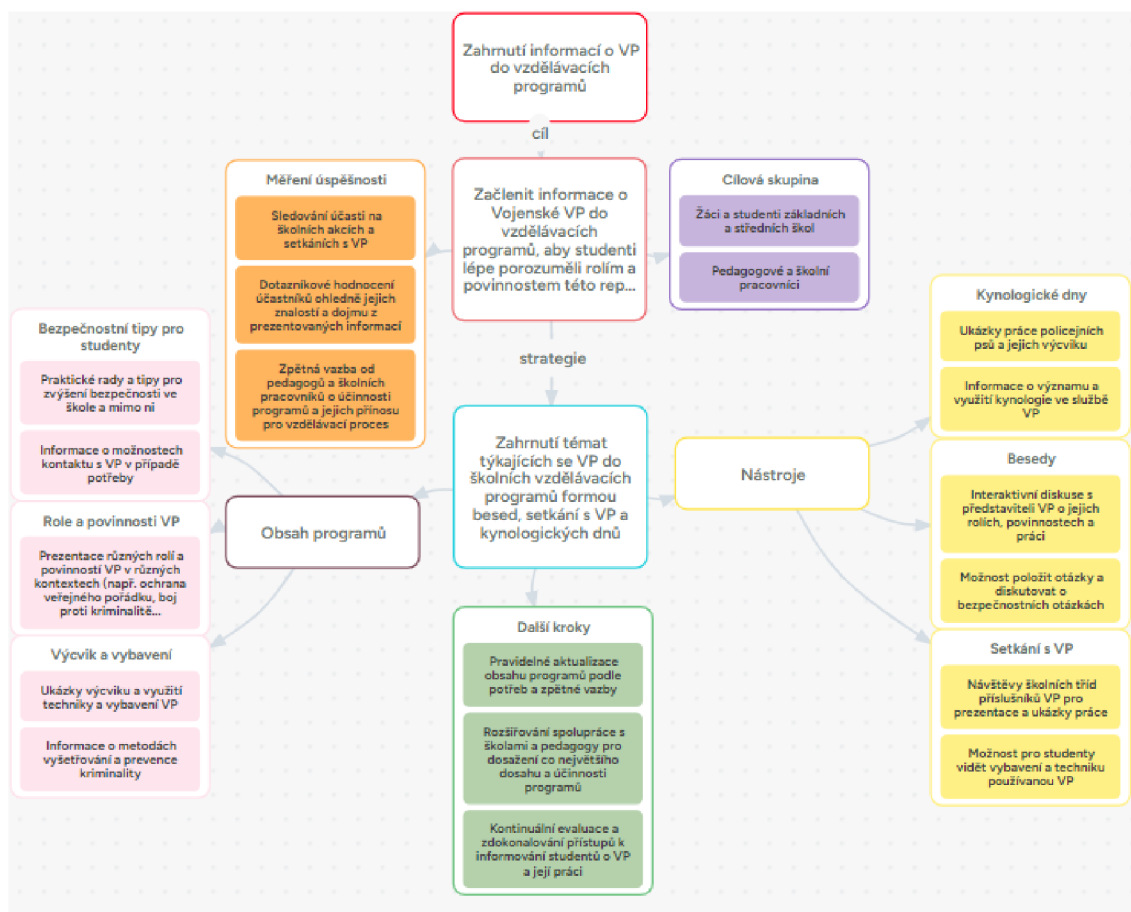 Zahrnutí informací o VP
do vzdělávacích
programů
cíl
Začlenit informace o
Vojenské VP do
vzdělávacích
programů, aby studenti
lépe porozuměli rolím a
povinnostem této rep...
Měření úspěšnosti
Sledování účasti na
školních akcích a
setkáních s VP
Dotazníkové hodnocení
účastníků ohledně jejich
znalostí a dojmu z
prezentovaných informací
Zpětná vazba od
pedagogů a školních
pracovníků o účinnosti
programů a jejich přínosu
pro vzdělávací proces
Cílová skupina
Žáci a studenti základních
a středních škol
Pedagogové a školní
pracovníci
strategie
Zahrnutí témat
týkajících se VP do
školních vzdělávacích
programů formou
besed, setkání s VP a
kynologických dnů
Obsah programů
Bezpečnostní tipy pro
studenty
Praktické rady a tipy pro
zvýšení bezpečnosti ve
škole a mimo ni
Informace o možnostech
kontaktu s VP v případě
potřeby
Role a povinnosti VP
Prezentace různých rolí a
povinností VP v různých
kontextech (např. ochrana
veřejného pořádku, boj
proti kriminalitě...
Výcvik a vybavení
Ukázky výcviku a využití
techniky a vybavení VP
Informace o metodách
vyšetřování a prevence
kriminality
Nástroje
Kynologické dny
Ukázky práce policejních
psů a jejich výcviku
Informace o významu a
využití kynologie ve službě
VP
Besedy
Interaktivní diskuse s
představiteli VP o jejich
rolích, povinnostech a
práci
Možnost položit otázky a
diskutovat o
bezpečnostních otázkách
Setkání s VP
Návštěvy školních tříd
příslušníků VP pro
prezentace a ukázky práce
Možnost pro studenty
vidět vybavení a techniku
používanou VP
Další kroky
Pravidelné aktualizace
obsahu programů podle
potřeb a zpětné vazby
Rozšiřování spolupráce s
školami a pedagogy pro
dosažení co největšího
dosahu a účinnosti
programů
Kontinuální evaluace a
zdokonalování přístupů k
informování studentů o VP
a její práci